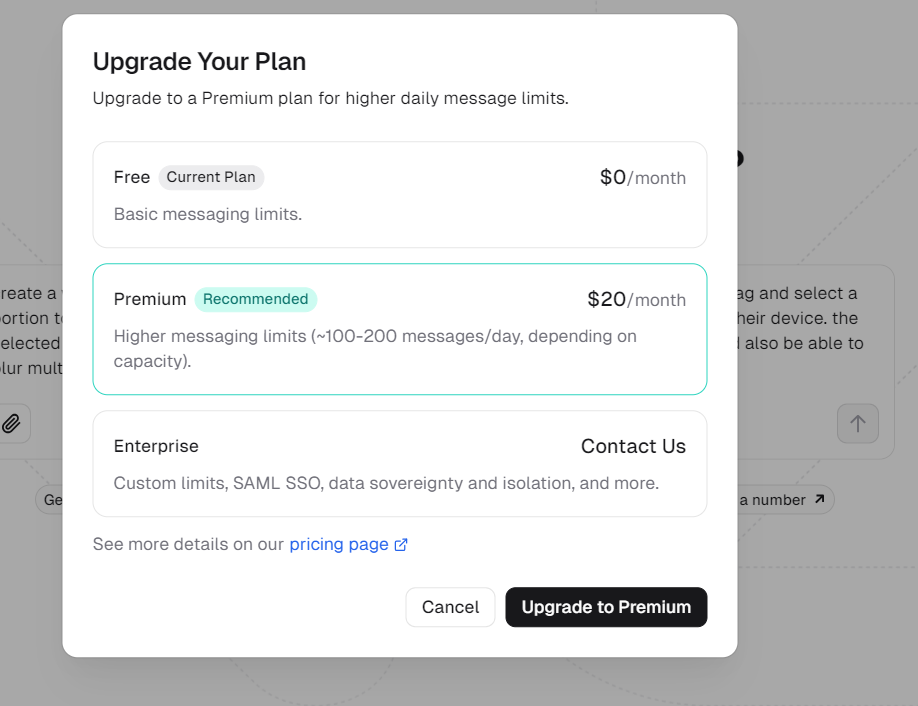 Upgrade Your Plan
Upgrade to a Premium plan for higher daily message limits.
Free Current Plan $0/month
Basic messaging limits.
Premium Recommended $20/month
Higher messaging limits (~100-200 messages/day, depending on
capacity).
Enterprise Contact Us
Custom limits, SAML SSO, data sovereignty and isolation, and more.
See more details on our pricing page
Cancel Upgrade to Premium
reate a
ag and select a
ortion
heir device. the
elected
also be able to
lur mult
Ge
a number